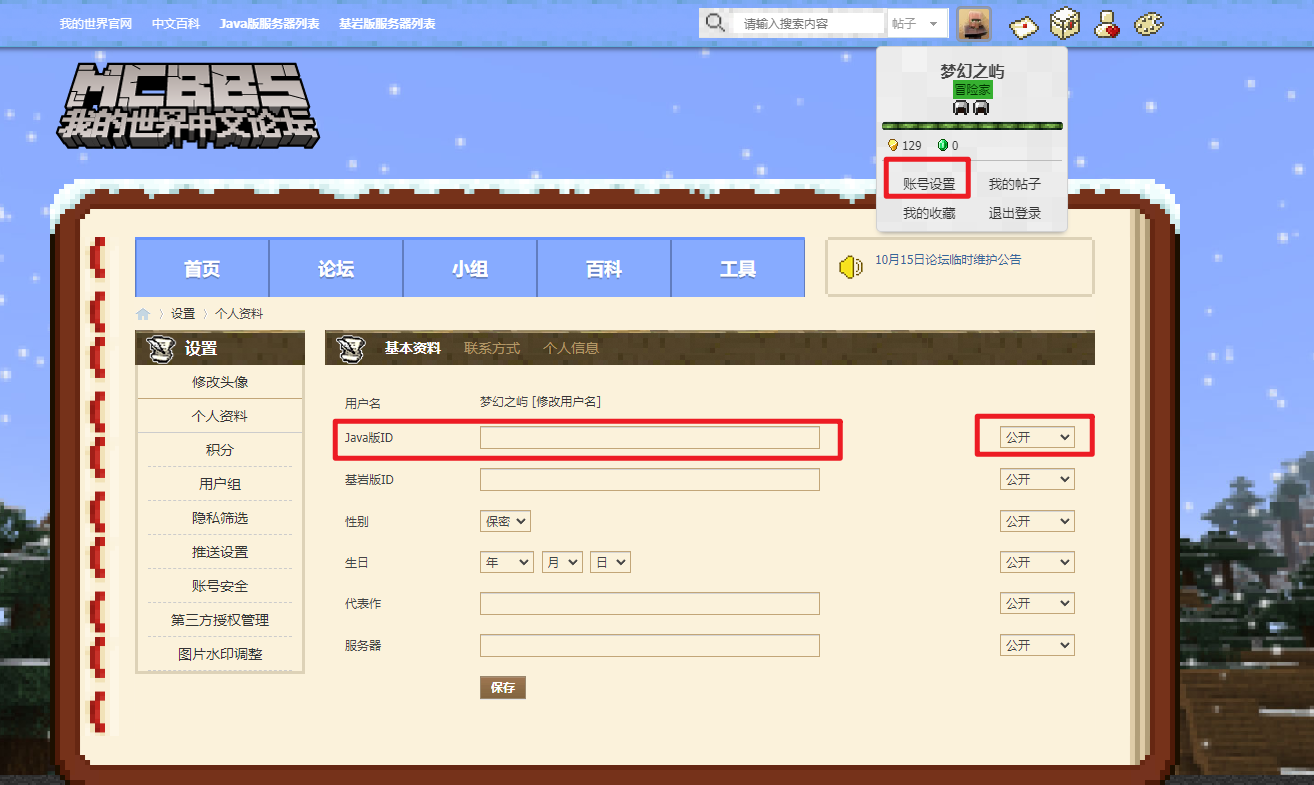 我的世界官网 中文百科 Java版服务器列表 基岩版服务器列表 请输入搜索内容 帖子
MCBBS
我的世界中文论坛
梦幻之屿
冒险家
129 0
账号设置 我的帖子
我的收藏 退出登录
首页 论坛 小组 百科 工具
10月15日论坛临时维护公告
设置 个人资料
设置
修改头像
个人资料
积分
用户组
隐私筛选
推送设置
账号安全
第三方授权管理
图片水印调整
基本资料 联系方式 个人信息
用户名 梦幻之屿 [修改用户名]
Java版ID 公开
基岩版ID 公开
性别 保密 公开
生日 年 月 日 公开
代表作 公开
服务器 公开
保存